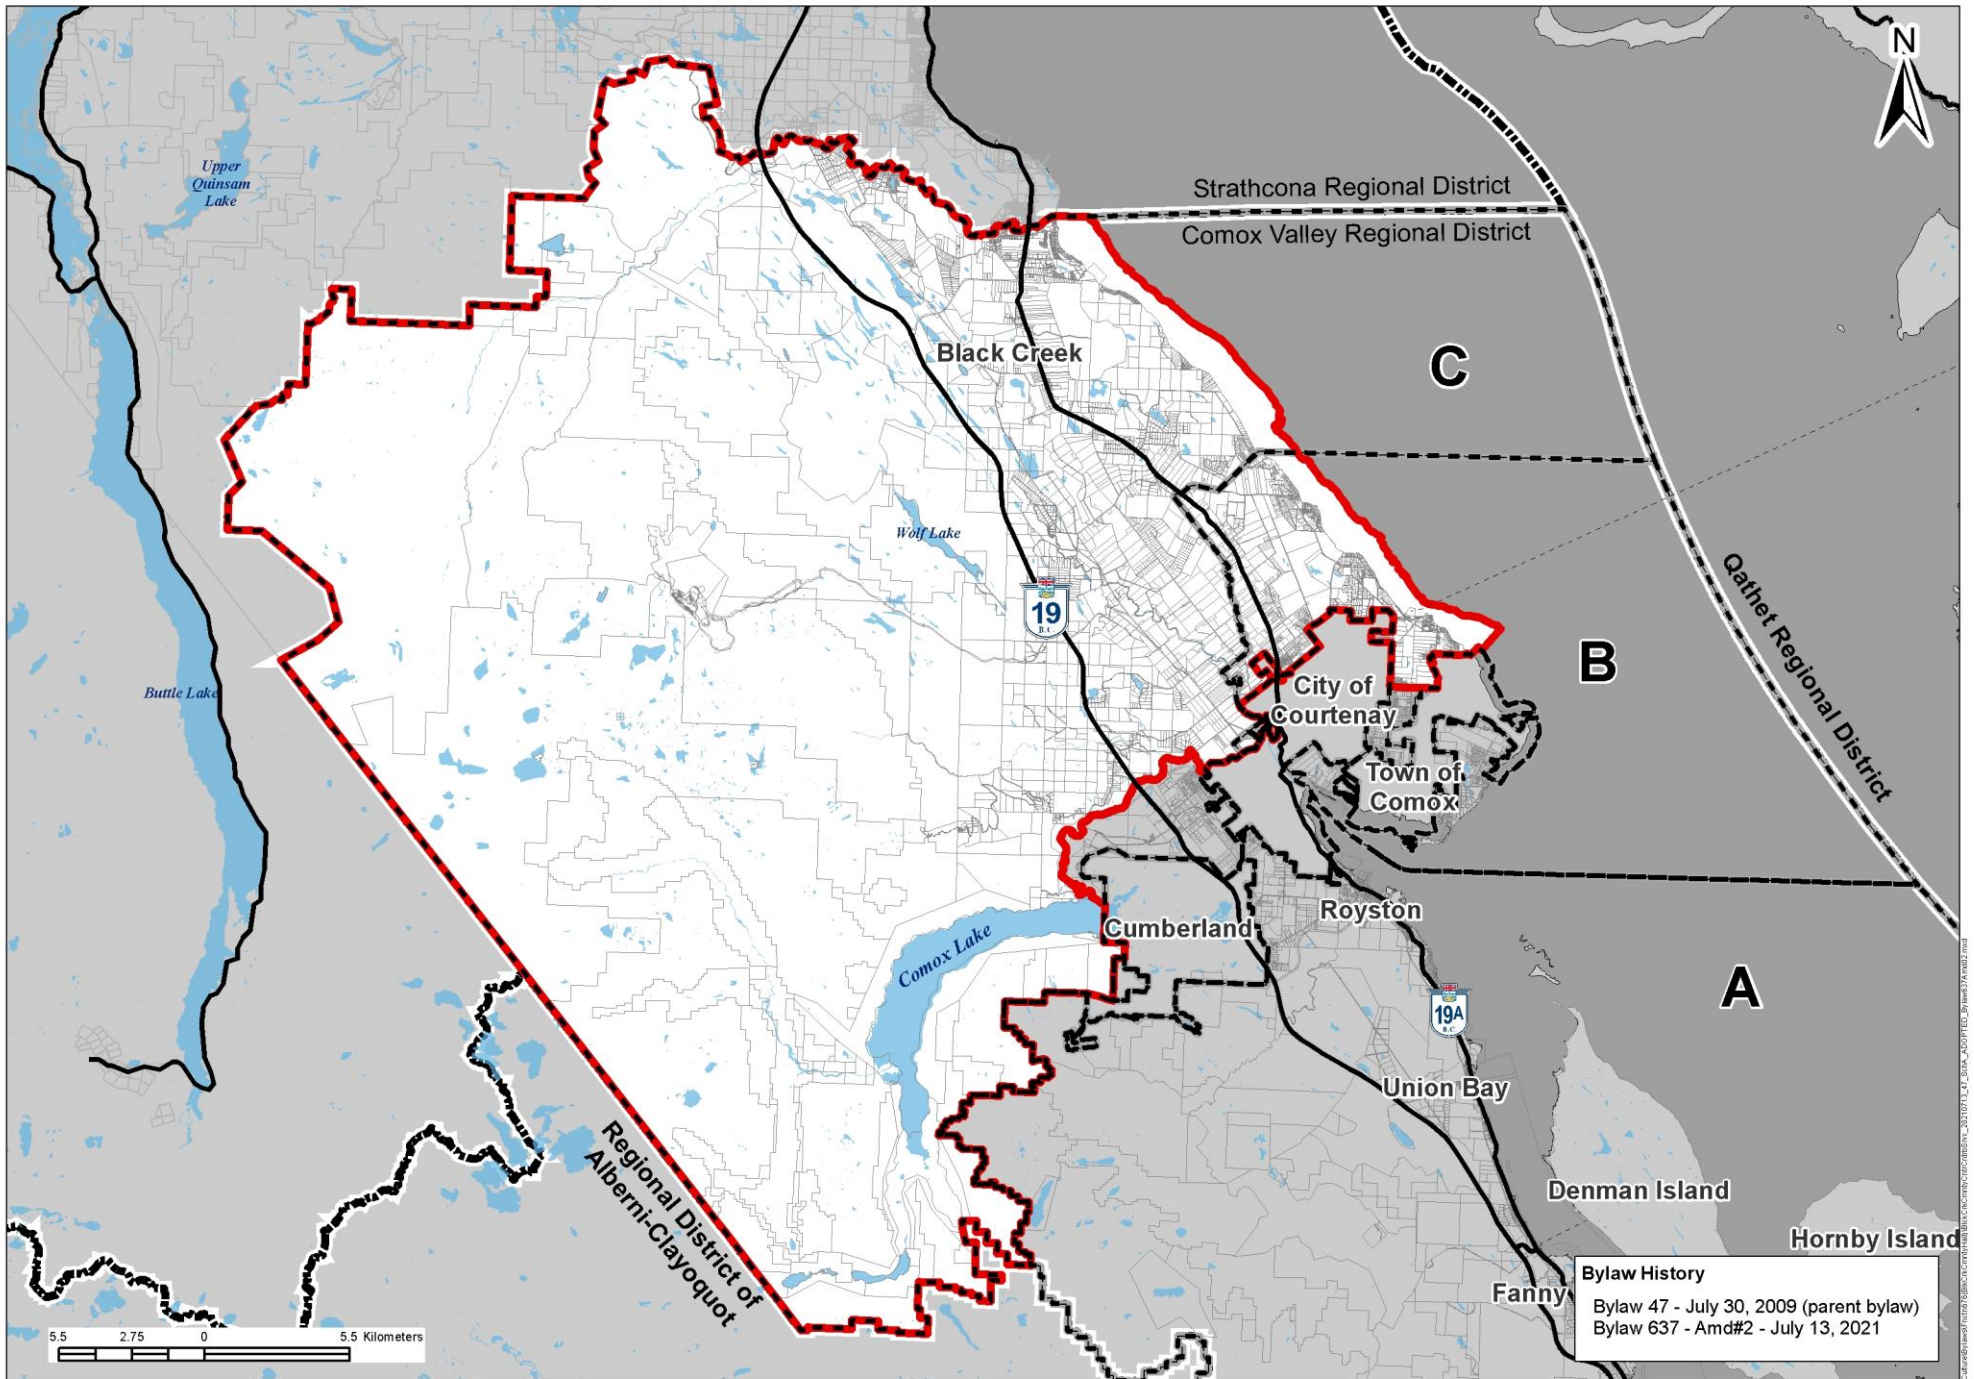 N
Upper
Quinsam
Lake
Strathcona Regional District
Comox Valley Regional District
Black Creek
C
Wolf Lake
19
B.C.
Qathet Regional District
B
Buttle Lake
City of
Courtenay
Town of
Comox
Cumberland
Royston
Comox Lake
A
19A
B.C.
Union Bay
Regional District of
Alberni-Clayoquot
Denman Island
Hornby Island
Fanny
Bylaw History
Bylaw 47 - July 30, 2009 (parent bylaw)
Bylaw 637 - Amd#2 - July 13, 2021
5.5 2.75 0 5.5 Kilometers